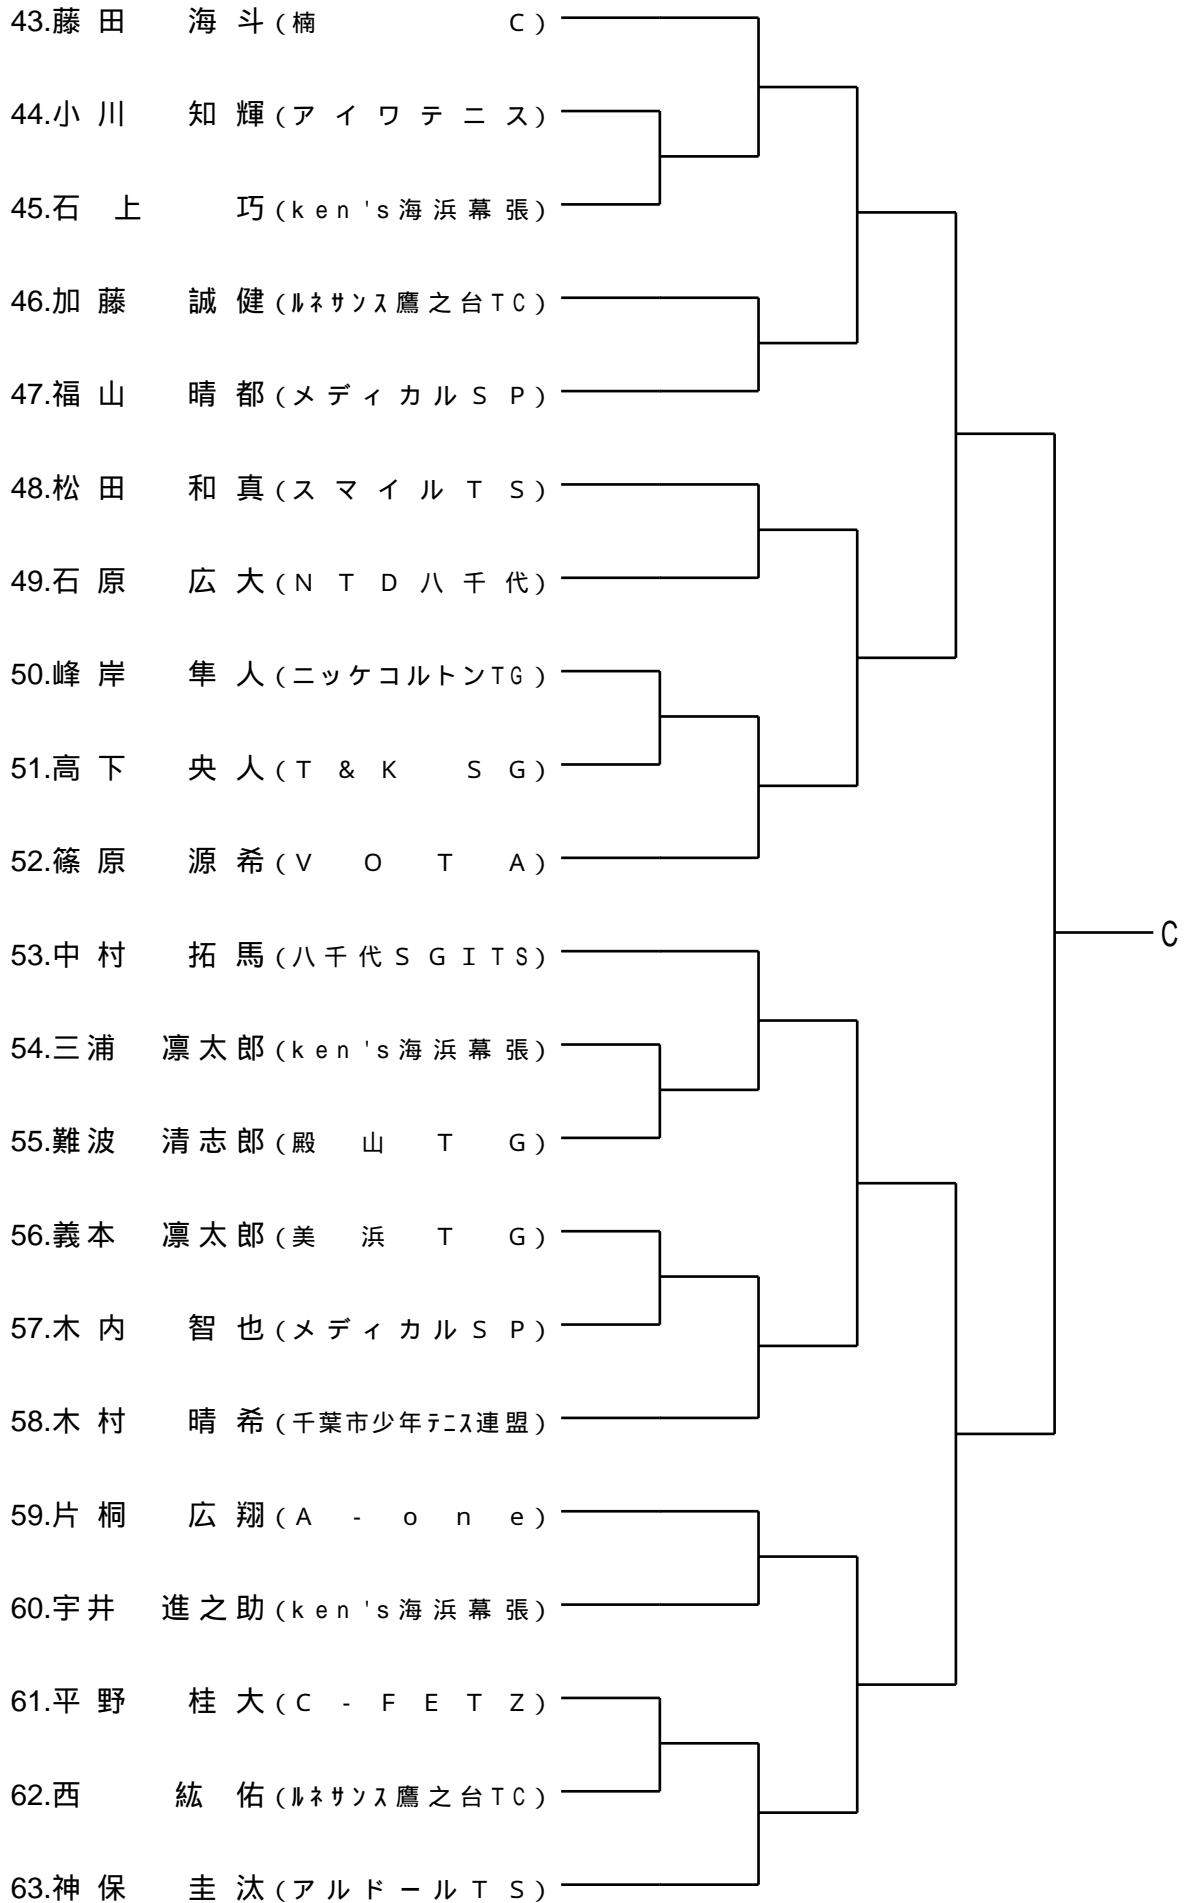 43.藤田 海斗(楠 C)
44.小川 知輝(アイワテニス)
45.石上 巧(ken's海浜幕張)
46.加藤 誠健(ﾙﾈｻﾝｽ鷹之台TC)
47.福山 晴都(メディカルSP)
48.松田 和真(スマイルTS)
49.石原 広大(NTD八千代)
50.峰岸 隼人(ニッケコルトンTG)
51.高下 央人(T&K SG)
52.篠原 源希(VOTA)
C
53.中村 拓馬(八千代SGITS)
54.三浦 凛太郎(ken's海浜幕張)
55.難波 清志郎(殿山TG)
56.義本 凛太郎(美浜TG)
57.木内 智也(メディカルSP)
58.木村 晴希(千葉市少年ﾃﾆｽ連盟)
59.片桐 広翔(A-one)
60.宇井 進之助(ken's海浜幕張)
61.平野 桂大(C-FETZ)
62.西 紘佑(ﾙﾈｻﾝｽ鷹之台TC)
63.神保 圭汰(アルドールTS)